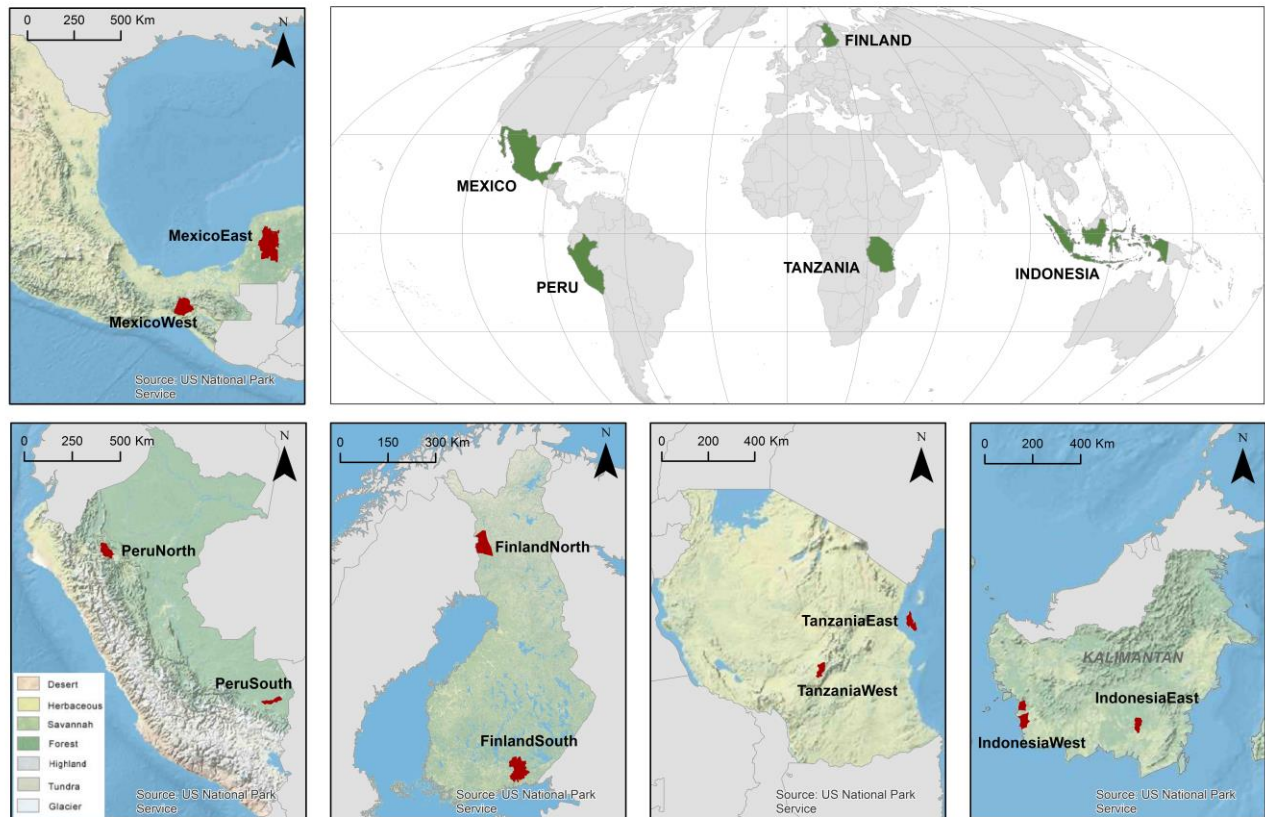 0 250 500 Km
N
MexicoEast
MexicoWest
Source: US National Park
Service
FINLAND
MEXICO
PERU
TANZANIA
INDONESIA
0 250 500 Km
N
PeruNorth
PeruSouth
Desert
Herbaceous
Savannah
Forest
Highland
Tundra
Glacier
Source: US National Park
Service
0 150 300 Km
N
FinlandNorth
FinlandSouth
Source: US National Park
Service
0 200 400 Km
N
TanzaniaEast
TanzaniaWest
Source: US National Park
Service
0 200 400 Km
N
KALIMANTAN
IndonesiaEast
IndonesiaWest
Source: US National Park
Service